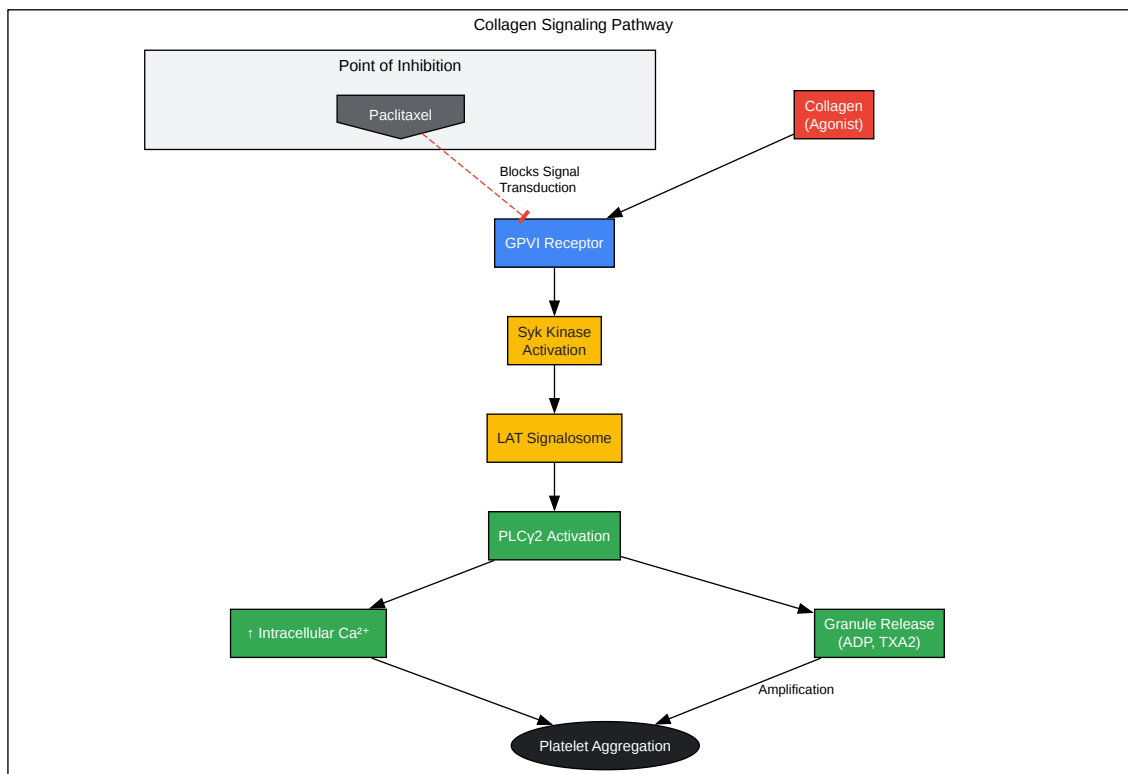 Collagen Signaling Pathway
Point of Inhibition
Paclitaxel
Collagen
(Agonist)
Blocks Signal
Transduction
GPVI Receptor
Syk Kinase
Activation
LAT Signalosome
PLCγ2 Activation
↑ Intracellular Ca²⁺
Granule Release
(ADP, TXA2)
Amplification
Platelet Aggregation